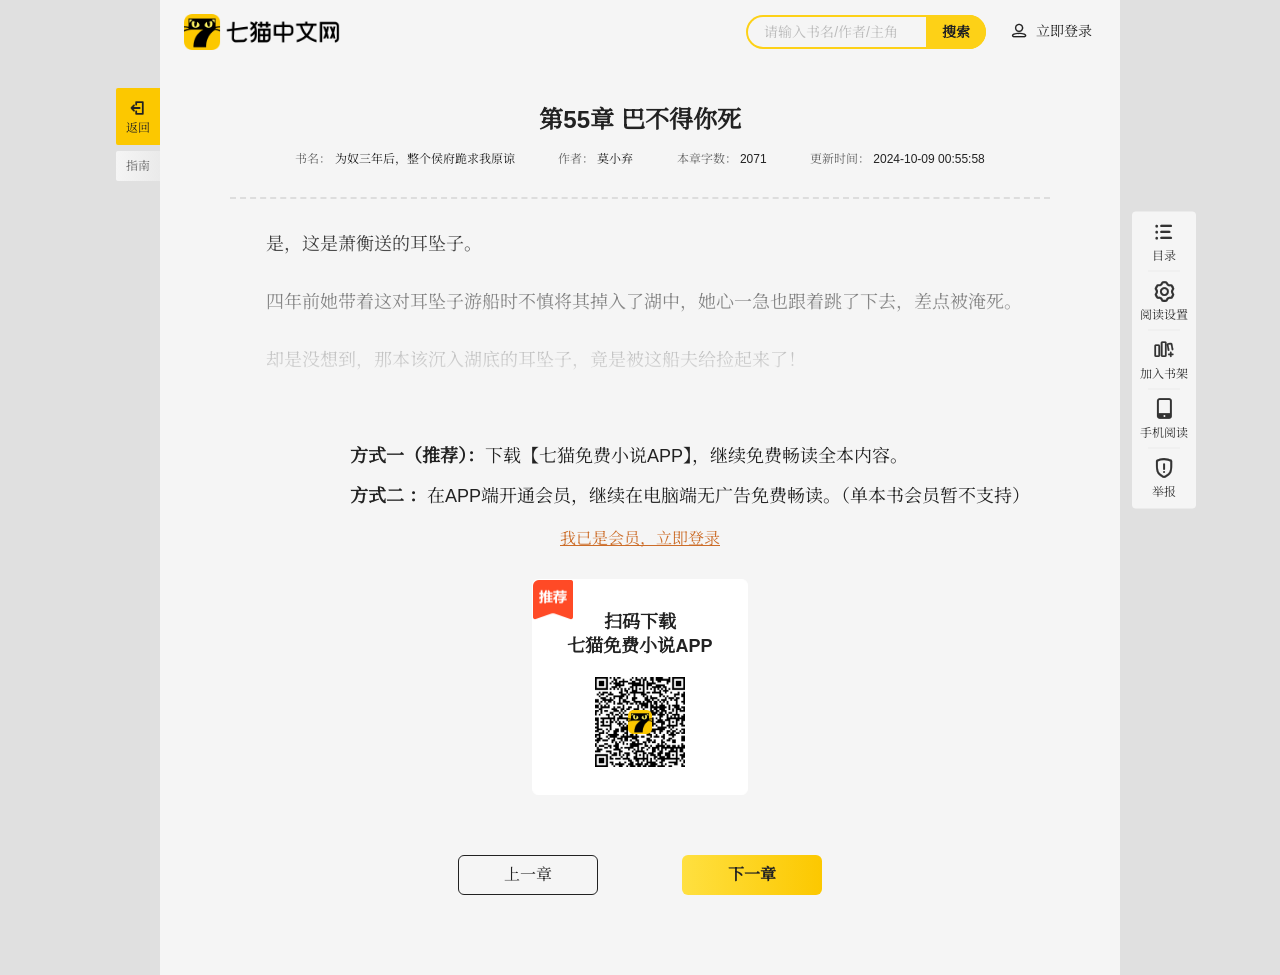 七猫中文网
请输入书名/作者/主角
搜索
立即登录
返回
指南
第55章 巴不得你死
书名： 为奴三年后，整个侯府跪求我原谅 作者： 莫小弃 本章字数： 2071 更新时间： 2024-10-09 00:55:58
是，这是萧衡送的耳坠子。
四年前她带着这对耳坠子游船时不慎将其掉入了湖中，她心一急也跟着跳了下去，差点被淹死。
却是没想到，那本该沉入湖底的耳坠子，竟是被这船夫给捡起来了！
目录
阅读设置
加入书架
手机阅读
举报
方式一（推荐）：下载【七猫免费小说APP】，继续免费畅读全本内容。
方式二 ：在APP端开通会员，继续在电脑端无广告免费畅读。（单本书会员暂不支持）
我已是会员，立即登录
推荐
扫码下载
七猫免费小说APP
上一章
下一章